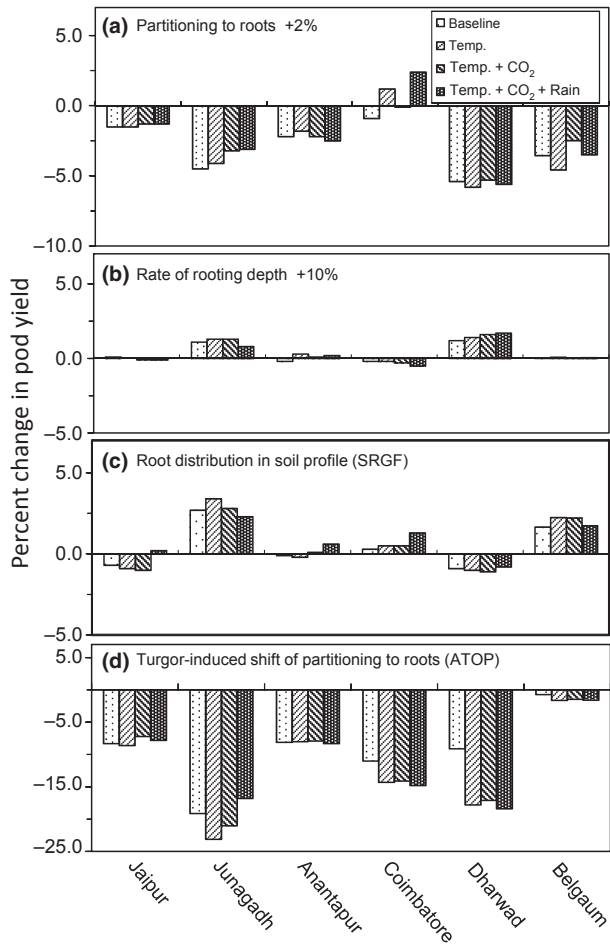 (a) Partitioning to roots +2%
Baseline
Temp.
Temp. + CO2
Temp. + CO2 + Rain
5.0
0.0
–5.0
–10.0
(b) Rate of rooting depth +10%
5.0
0.0
–5.0
(c) Root distribution in soil profile (SRGF)
5.0
0.0
–5.0
(d) Turgor-induced shift of partitioning to roots (ATOP)
5.0
–5.0
–15.0
–25.0
Percent change in pod yield
Jaipur
Junagadh
Anantapur
Coimbatore
Dharwad
Belgaum